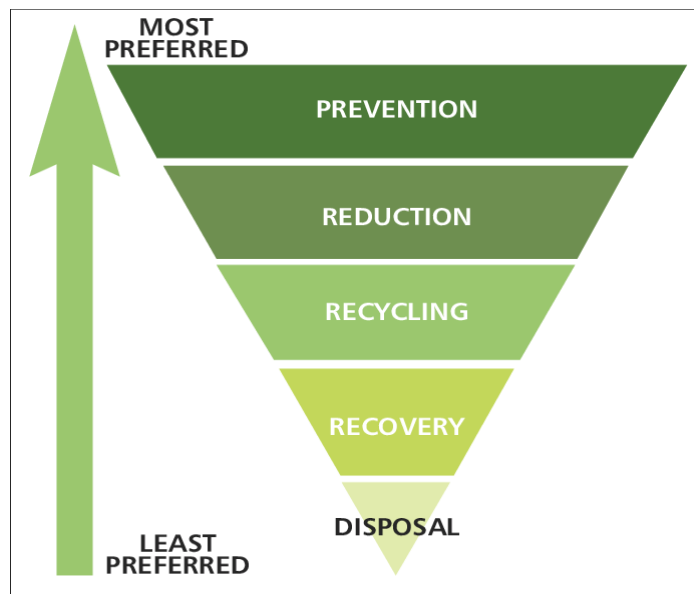 MOST
PREFERRED
PREVENTION
REDUCTION
RECYCLING
RECOVERY
DISPOSAL
LEAST
PREFERRED